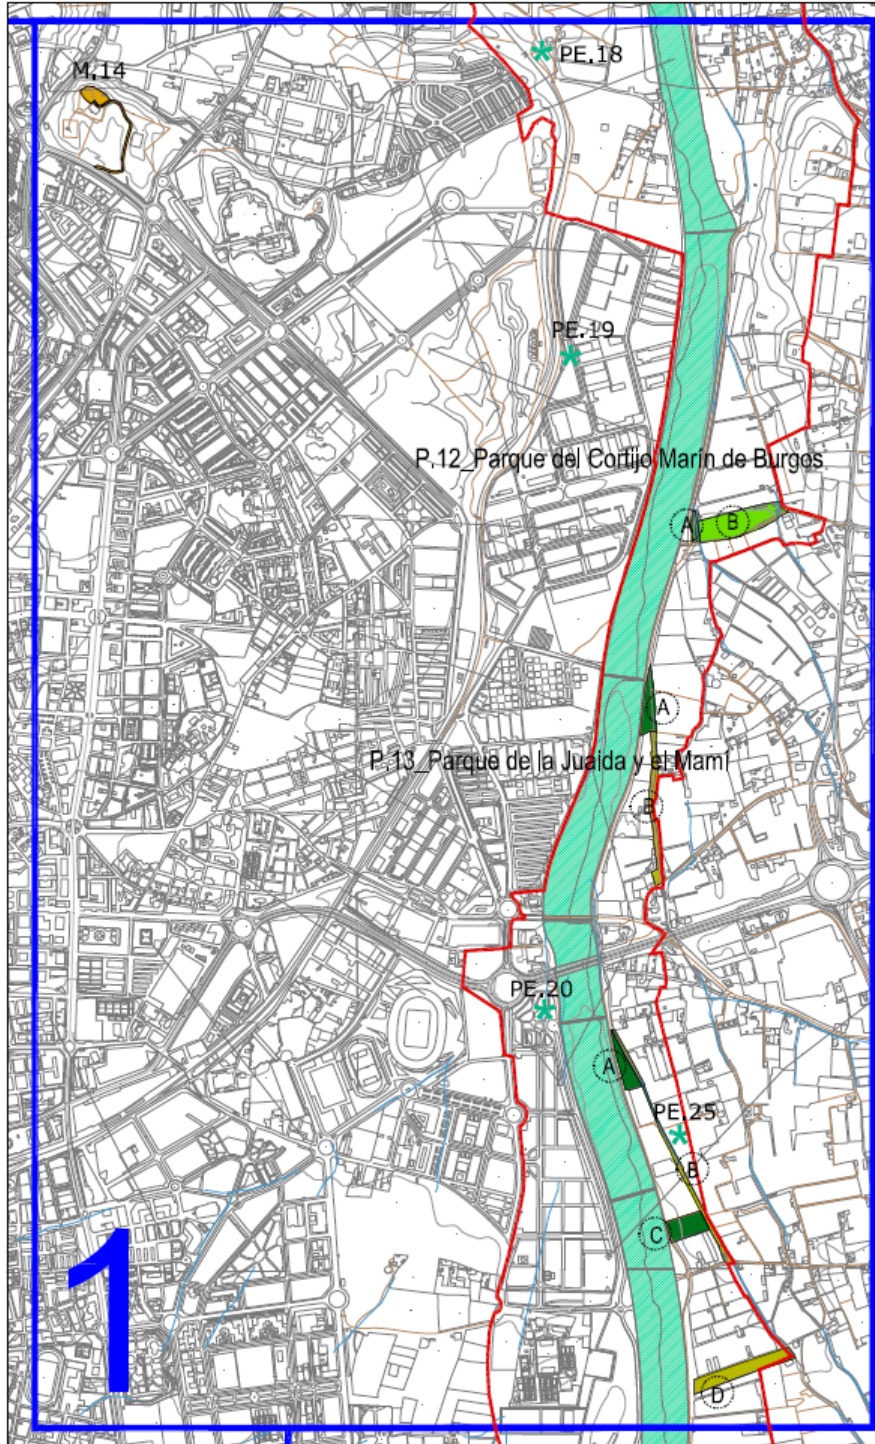 PE.18
M.14
PE.19
P.12_Parque del Cortijo Marín de Burgos
A
B
A
P.13_Parque de la Juaida y el Mamí
B
PE.20
A
PE.25
B
C
1
D